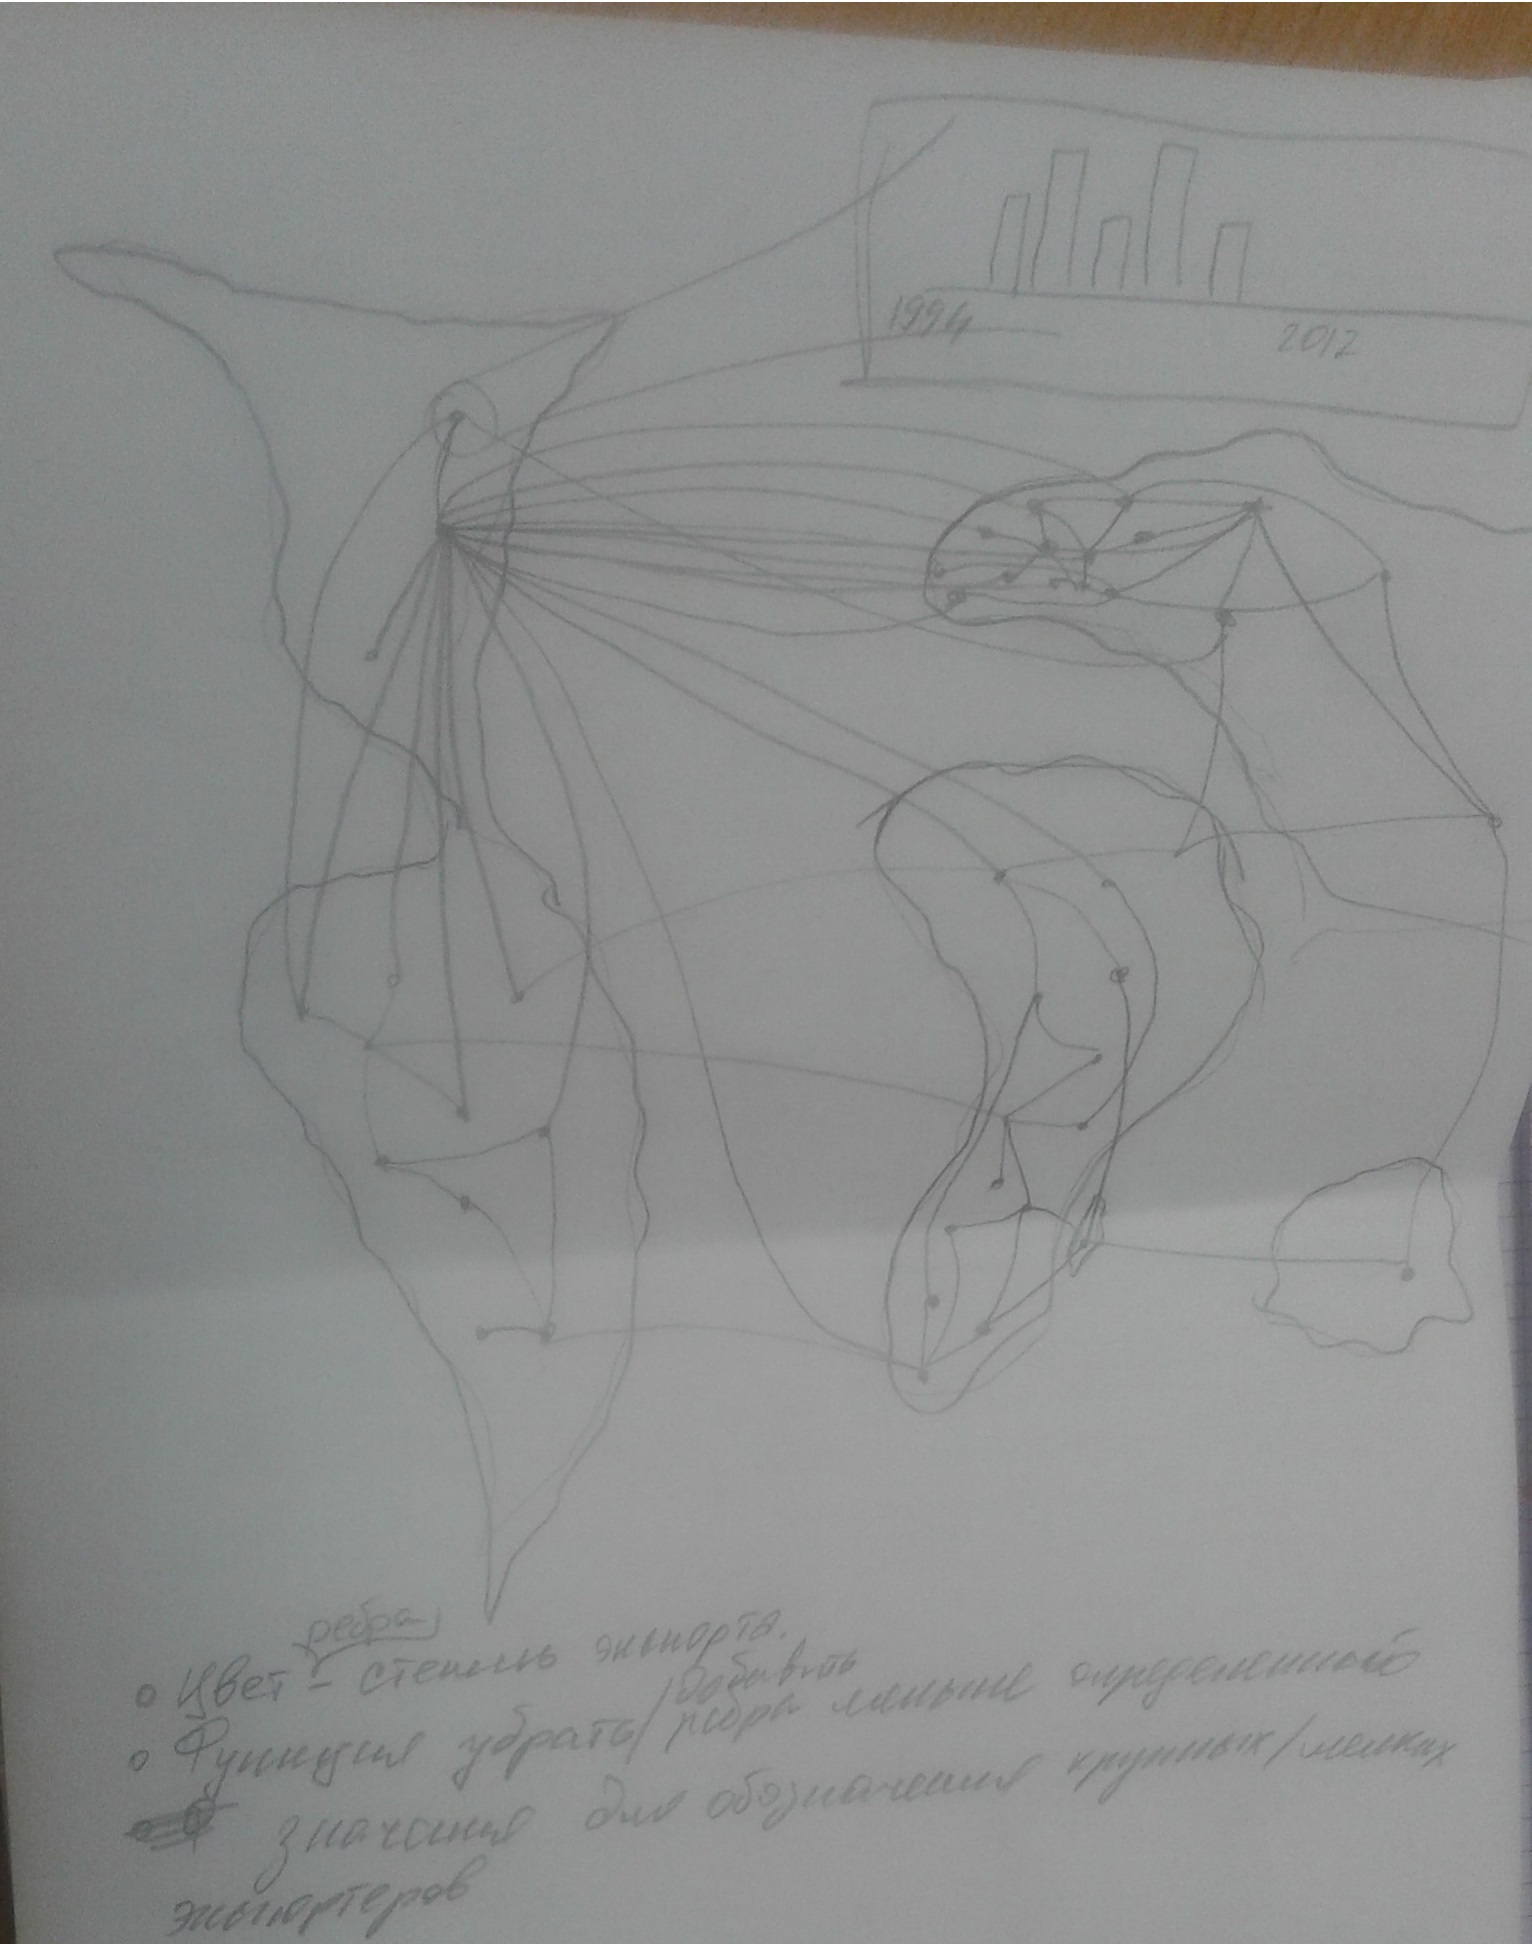 1994
2012
ребра
Цвет - степень экспорта.
добавить
Функция убрать/ребра меньше определенного
значения для обозначения крупных/мелких
экспортеров